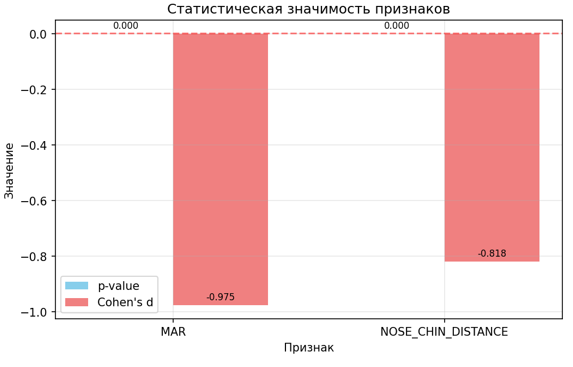 Статистическая значимость признаков
0.000
0.000
0.0
−0.2
−0.4
−0.6
−0.8
−1.0
Значение
-0.975
-0.818
p-value
Cohen's d
MAR
NOSE_CHIN_DISTANCE
Признак